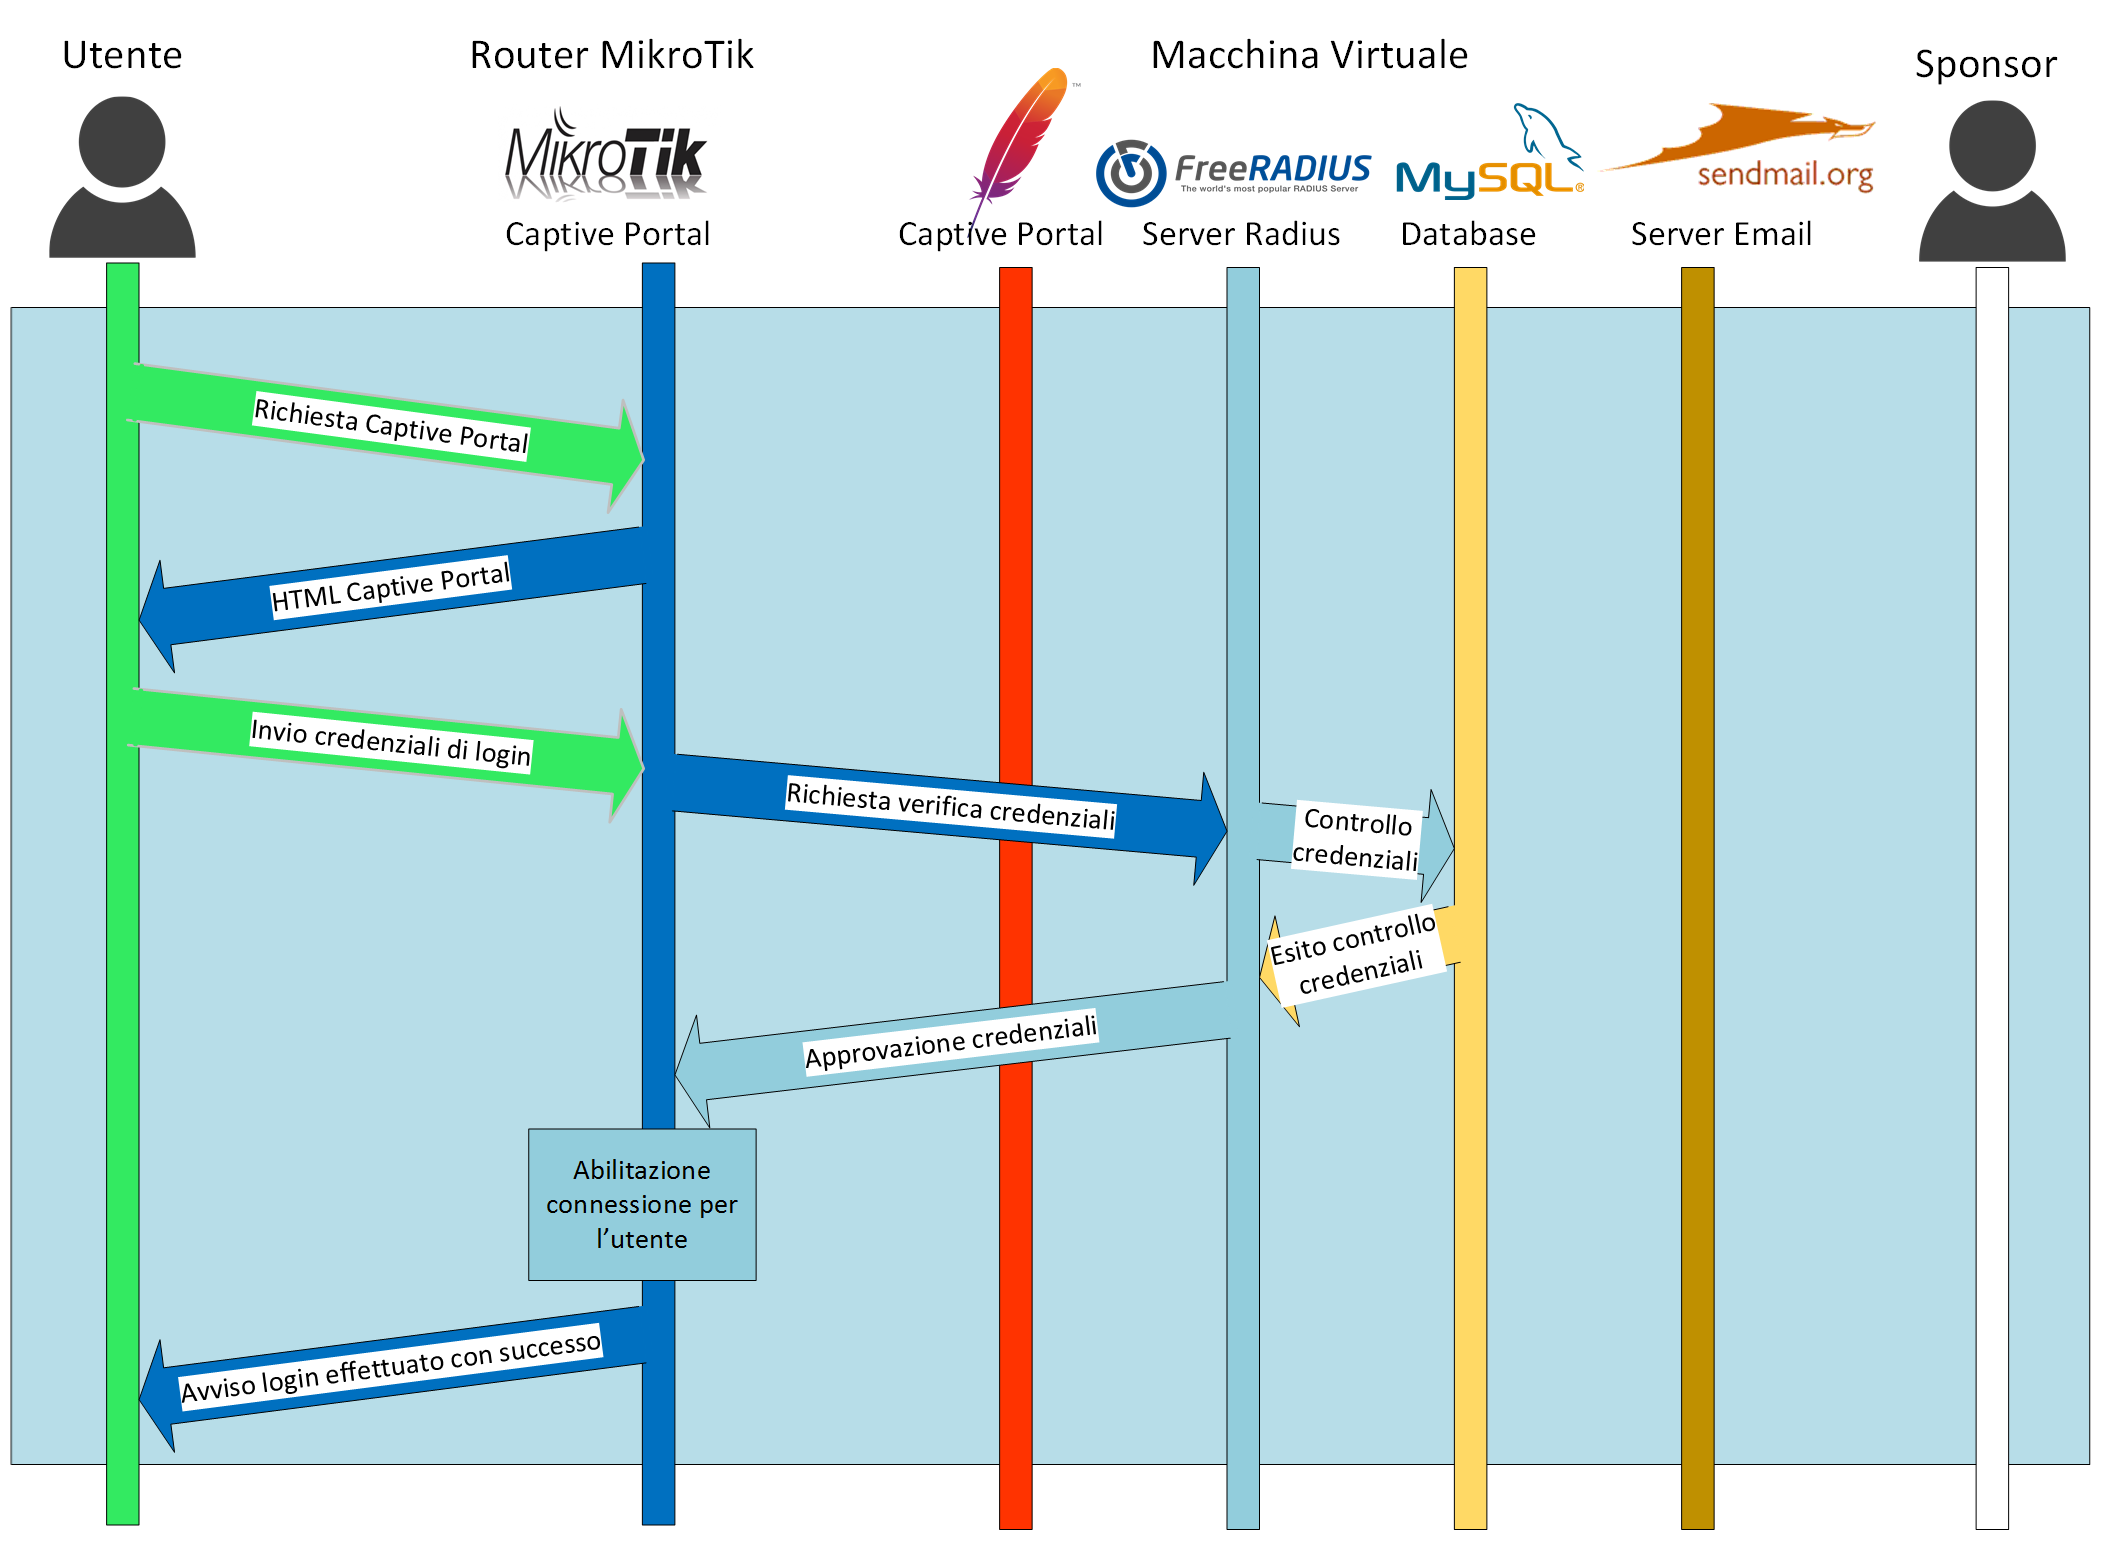 Utente
Router MikroTik
Macchina Virtuale
Sponsor
MikroTik
™
FreeRADIUS
The world's most popular RADIUS Server
MySQL®
sendmail.org
Captive Portal
Captive Portal
Server Radius
Database
Server Email
Richiesta Captive Portal
HTML Captive Portal
Invio credenziali di login
Richiesta verifica credenziali
Controllo
credenziali
Esito controllo
credenziali
Approvazione credenziali
Abilitazione
connessione per
l’utente
Avviso login effettuato con successo